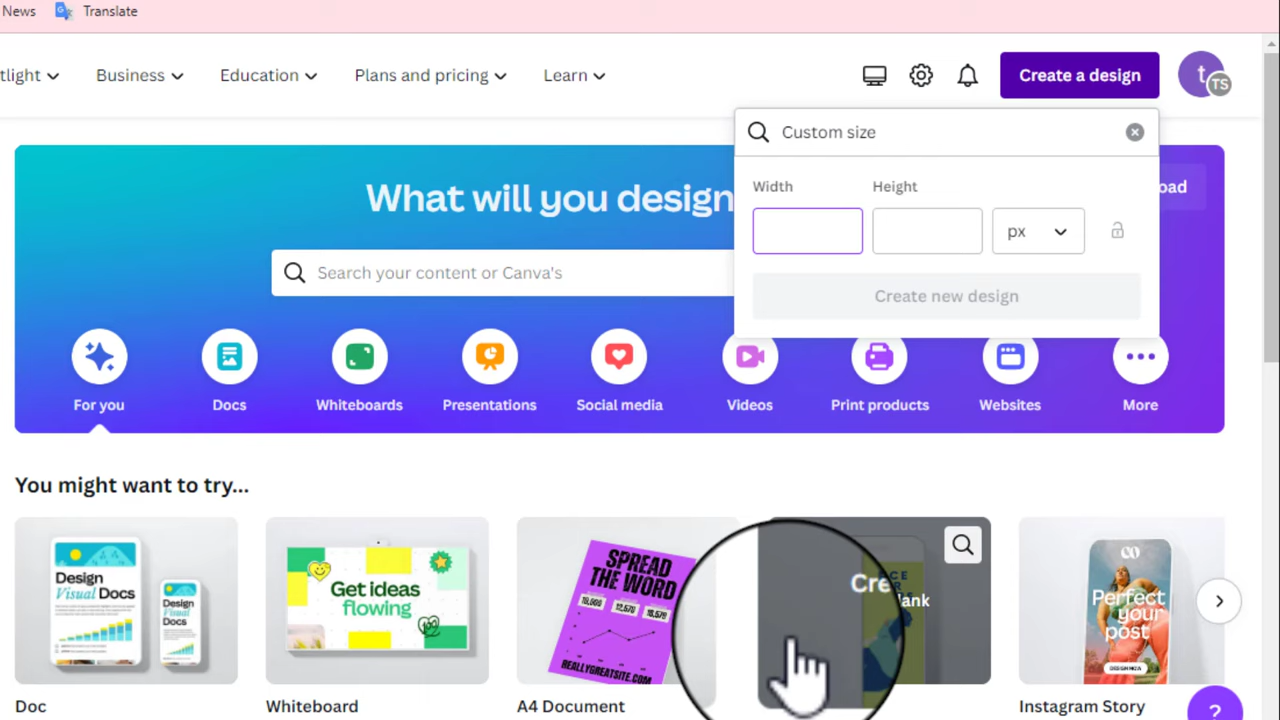 News
Translate
tlight
Business
Education
Plans and pricing
Learn
Create a design
t
TS
Custom size
What will you design
oad
Width
Height
px
Search your content or Canva's
Create new design
For you
Docs
Whiteboards
Presentations
Social media
Videos
Print products
Websites
More
You might want to try...
Design
Visual Docs
Design
Visual Docs
Get ideas
flowing
SPREAD
THE WORD
REALLYGREATSITE.COM
Cre
lank
Perfect
your
post
Doc
Whiteboard
A4 Document
Instagram Story
?